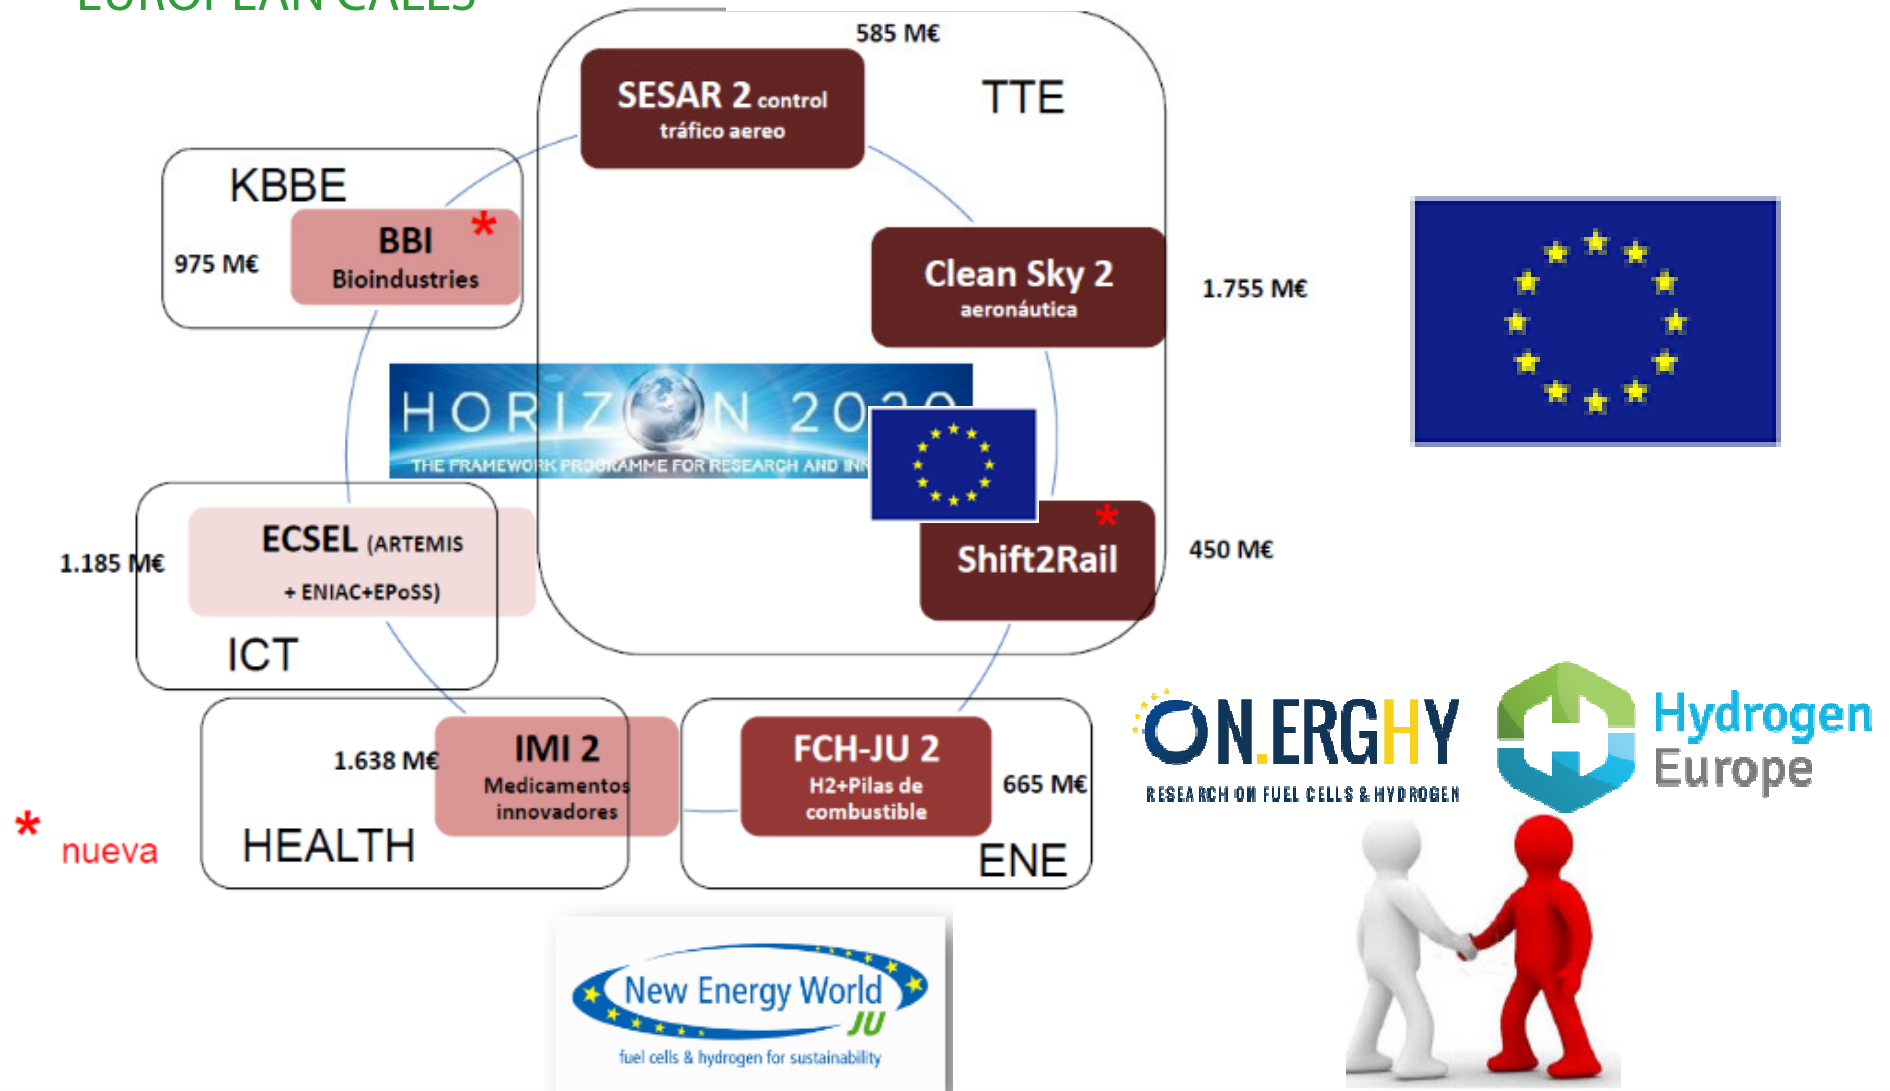 EUROPEAN CALLS
585 M€
SESAR 2 control
tráfico aereo
TTE
KBBE
BBI *
Bioindustries
975 M€
Clean Sky 2
aeronáutica
1.755 M€
HORIZON 2020
THE FRAMEWORK PROGRAMME FOR RESEARCH AND INN
*
Shift2Rail
450 M€
ECSEL (ARTEMIS
+ ENIAC+EPoSS)
1.185 M€
ICT
1.638 M€
IMI 2
Medicamentos
innovadores
HEALTH
FCH-JU 2
H2+Pilas de
combustible
665 M€
ENE
* nueva
ON.ERGHY
RESEARCH ON FUEL CELLS & HYDROGEN
Hydrogen
Europe
New Energy World
JU
fuel cells & hydrogen for sustainability